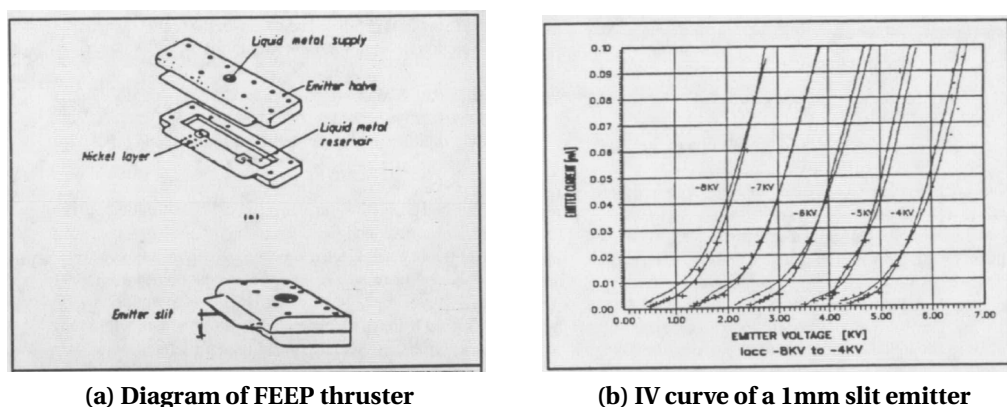 Liquid metal supply
Emitter halve
Liquid metal
reservoir
Nickel layer
(a)
Emitter slit
EMITTER CURRENT [mA]
0.10
0.09
0.08
0.07
0.06
0.05
0.04
0.03
0.02
0.01
0.00
-8KV
-7KV
-6KV
-5KV
-4KV
0.00 1.00 2.00 3.00 4.00 5.00 6.00 7.00
EMITTER VOLTAGE [KV]
Iacc -8KV to -4KV
(a) Diagram of FEEP thruster
(b) IV curve of a 1mm slit emitter